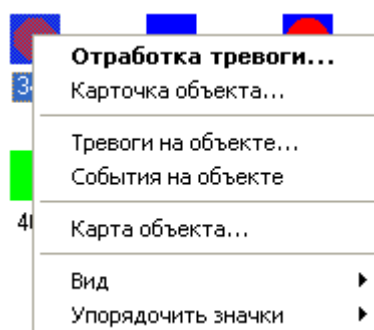 Отработка тревоги...
Карточка объекта...
Тревоги на объекте...
События на объекте
Карта объекта...
Вид
Упорядочить значки